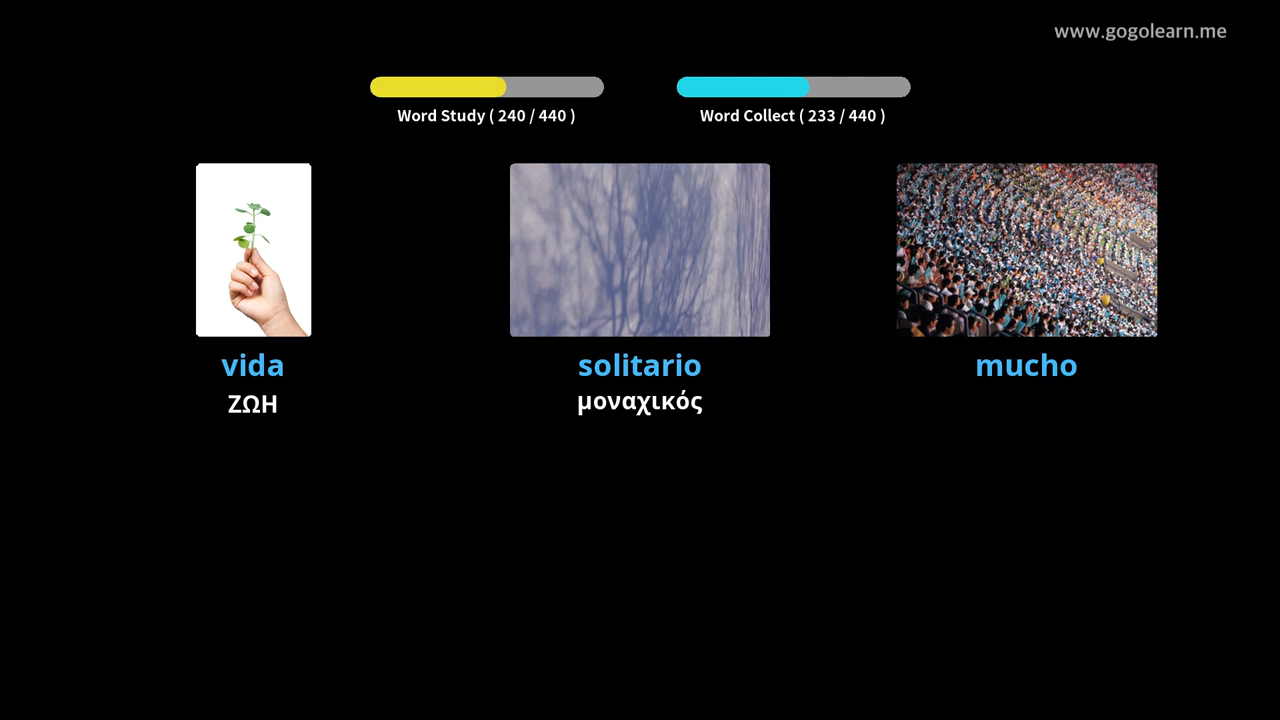 www.gogolearn.me
Word Study ( 240 / 440 )
Word Collect ( 233 / 440 )
vida
solitario
mucho
ΖΩΗ
μοναχικός